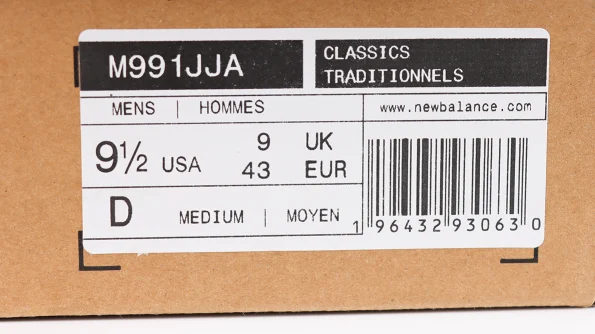 M991JJA
CLASSICS
TRADITIONNELS
MENS | HOMMES
www.newbalance.com
9½ USA
9 UK
43 EUR
D MEDIUM | MOYEN
1 96432 93063 0